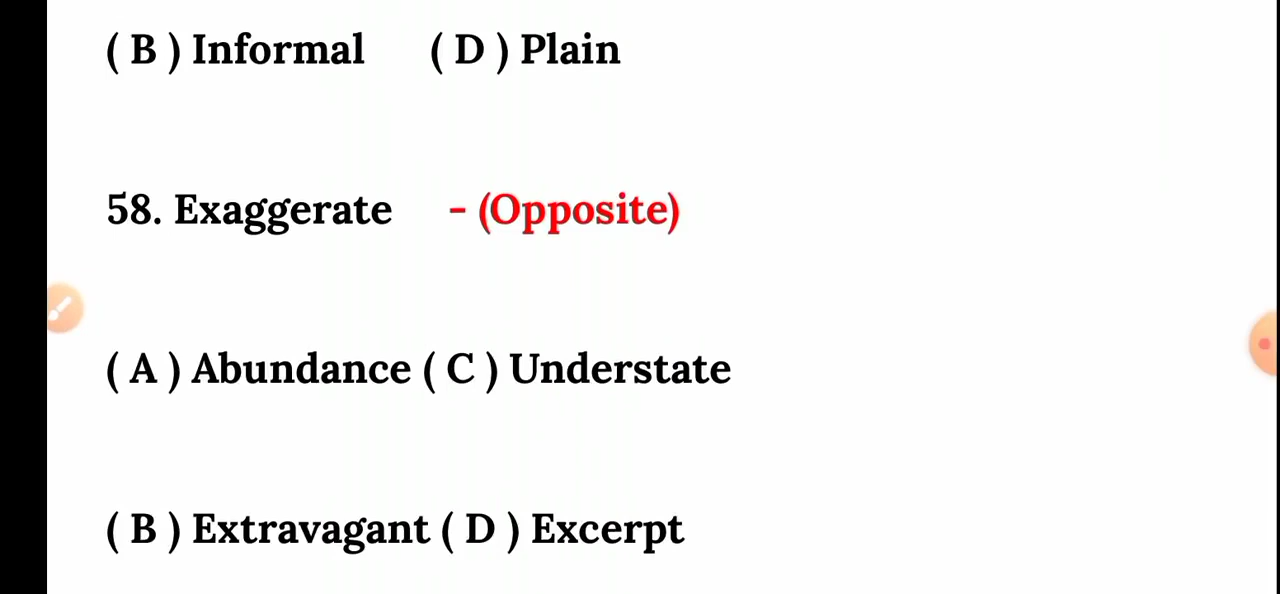 ( B ) Informal ( D ) Plain
58. Exaggerate - (Opposite)
( A ) Abundance ( C ) Understate
( B ) Extravagant ( D ) Excerpt